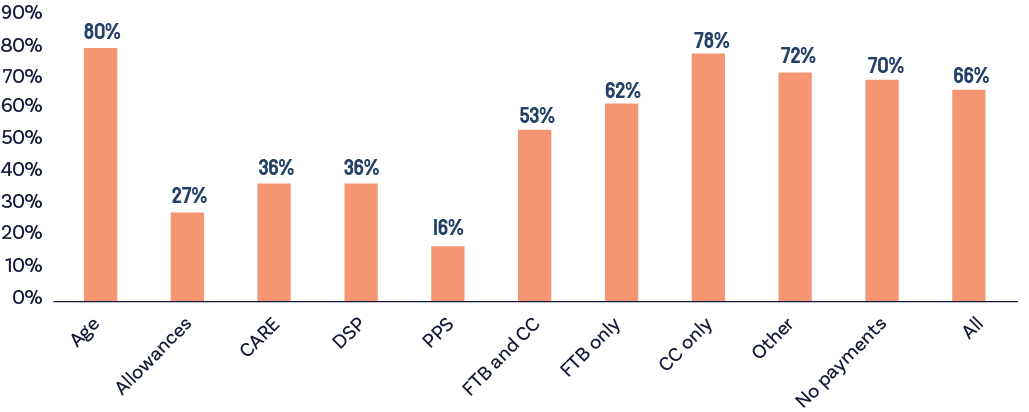 90%
80%
70%
60%
50%
40%
30%
20%
10%
0%
80%
27%
36%
36%
16%
53%
62%
78%
72%
70%
66%
Age
Allowances
CARE
DSP
PPS
FTB and CC
FTB only
CC only
Other
No payments
All